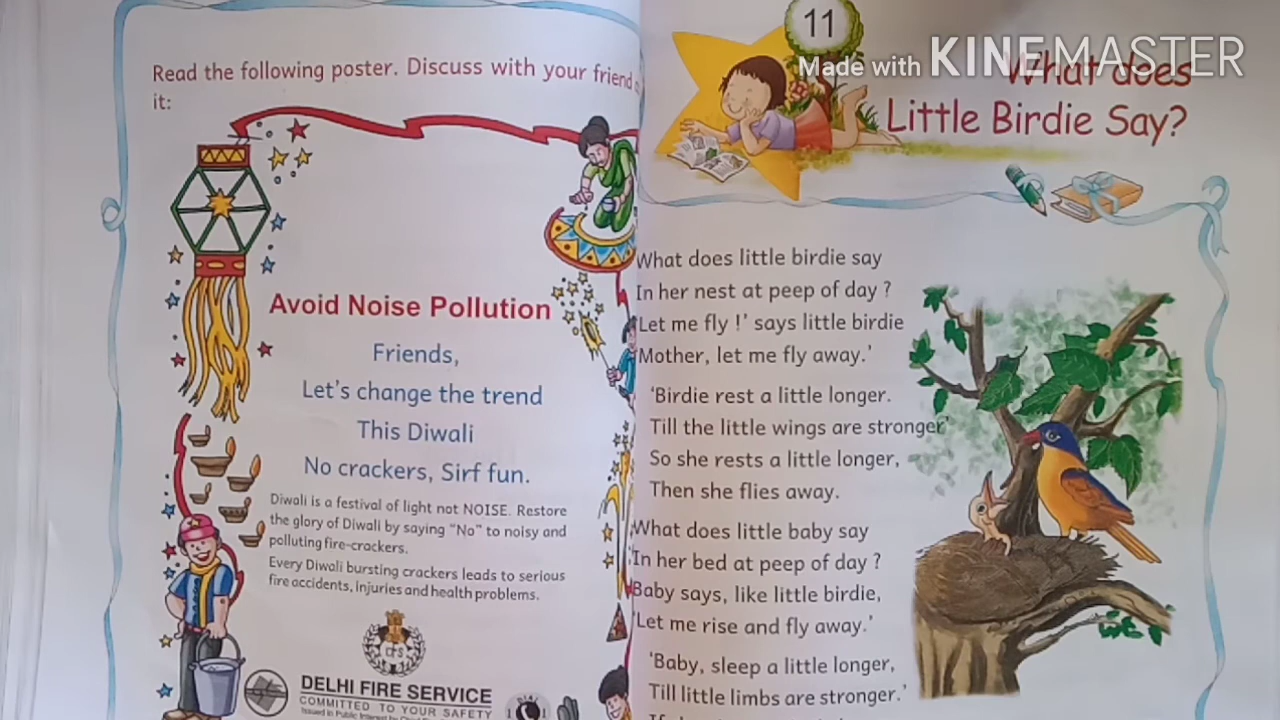 Read the following poster. Discuss with your friend
it:
Avoid Noise Pollution
Friends,
Let's change the trend
This Diwali
No crackers, Sirf fun.
Diwali is a festival of light not NOISE. Restore
the glory of Diwali by saying "No" to noisy and
polluting fire-crackers.
Every Diwali bursting crackers leads to serious
fire accidents, injuries and health problems.
DELHI FIRE SERVICE
COMMITTED TO YOUR SAFETY
11
Made with KINEMASTER
What does
Little Birdie Say?
What does little birdie say
In her nest at peep of day ?
'Let me fly !' says little birdie
Mother, let me fly away.'
'Birdie rest a little longer.
Till the little wings are stronger'
So she rests a little longer,
Then she flies away.
What does little baby say
In her bed at peep of day ?
Baby says, like little birdie,
'Let me rise and fly away.'
'Baby, sleep a little longer,
Till little limbs are stronger.'